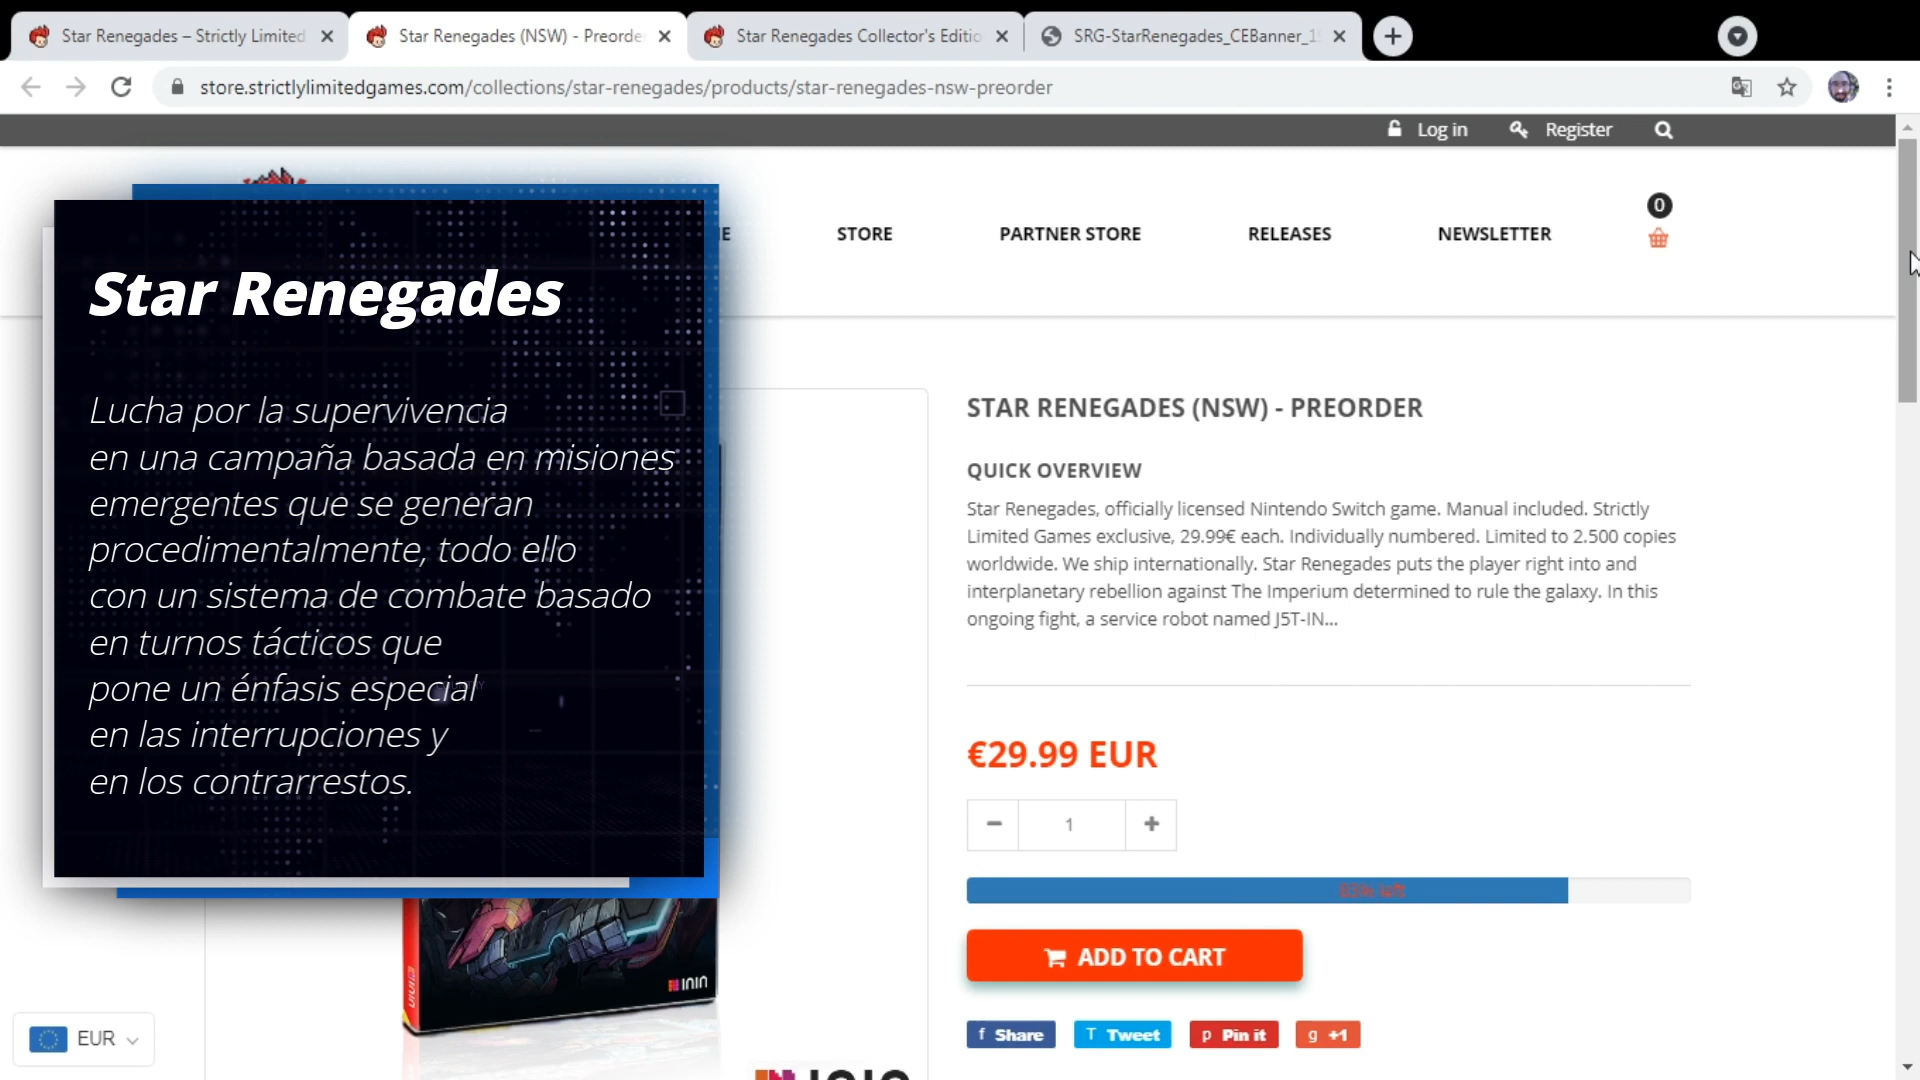 Star Renegades – Strictly Limited
Star Renegades (NSW) - Preorde
Star Renegades Collector's Editio
SRG-StarRenegades_CEBanner_1
store.strictlylimitedgames.com/collections/star-renegades/products/star-renegades-nsw-preorder
Log in
Register
STORE
PARTNER STORE
RELEASES
NEWSLETTER
0
Star Renegades
Lucha por la supervivencia
en una campaña basada en misiones
emergentes que se generan
procedimentalmente, todo ello
con un sistema de combate basado
en turnos tácticos que
pone un énfasis especial
en las interrupciones y
en los contrarrestos.
STAR RENEGADES (NSW) - PREORDER
QUICK OVERVIEW
Star Renegades, officially licensed Nintendo Switch game. Manual included. Strictly
Limited Games exclusive, 29.99€ each. Individually numbered. Limited to 2.500 copies
worldwide. We ship internationally. Star Renegades puts the player right into and
interplanetary rebellion against The Imperium determined to rule the galaxy. In this
ongoing fight, a service robot named J5T-IN...
€29.99 EUR
− 1 +
83% left
ADD TO CART
f Share
T Tweet
p Pin it
g +1
ININ
EUR